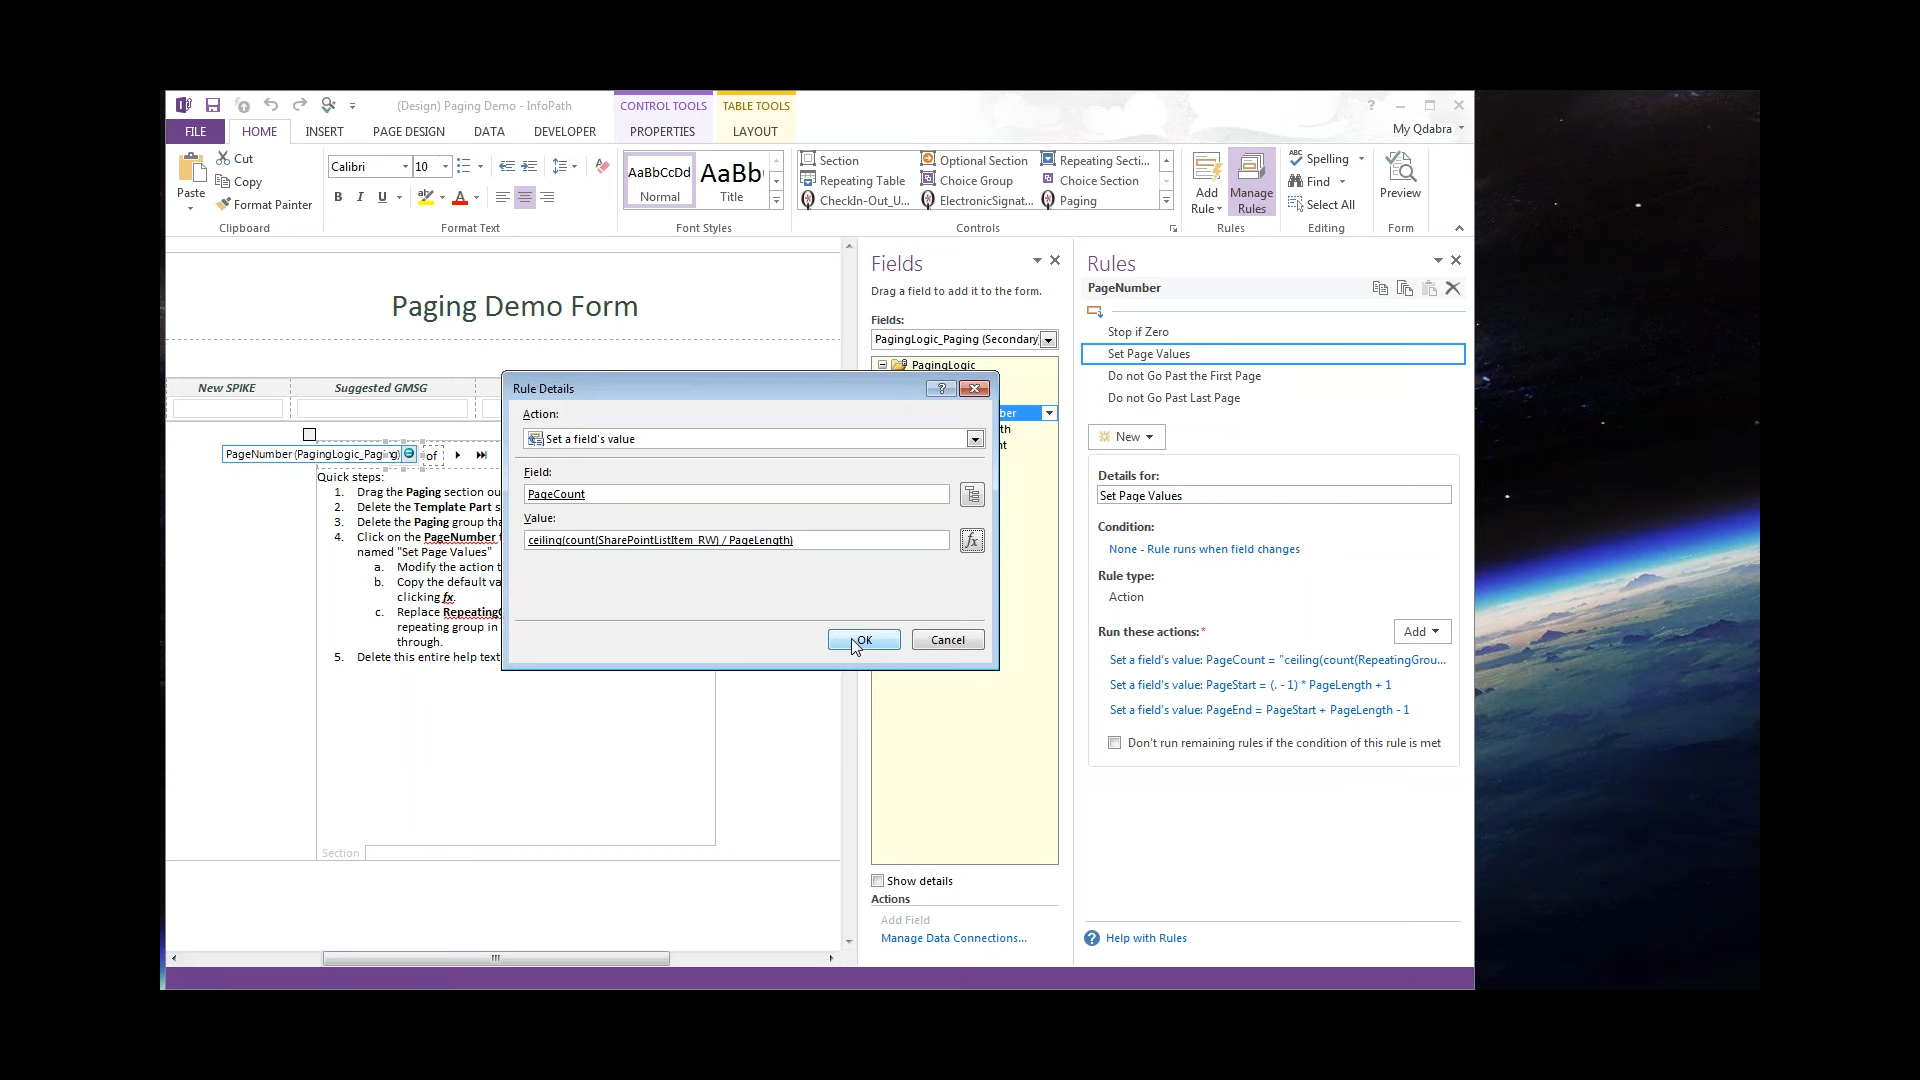 (Design) Paging Demo - InfoPath
CONTROL TOOLS
TABLE TOOLS
FILE
HOME
INSERT
PAGE DESIGN
DATA
DEVELOPER
PROPERTIES
LAYOUT
My Qdabra
Paste
Cut
Copy
Format Painter
Clipboard
Calibri
10
B I U
Format Text
AaBbCcDd
Normal
AaBb
Title
Font Styles
Section
Optional Section
Repeating Secti...
Repeating Table
Choice Group
Choice Section
CheckIn-Out_U...
ElectronicSignat...
Paging
Controls
Add
Rule
Manage
Rules
Rules
Spelling
Find
Select All
Editing
Preview
Form
Paging Demo Form
New SPIKE
Suggested GMSG
PageNumber (PagingLogic_Paging)
of
Quick steps:
1. Drag the Paging section ou
2. Delete the Template Part s
3. Delete the Paging group tha
4. Click on the PageNumber t
named "Set Page Values"
a. Modify the action t
b. Copy the default va
clicking fx.
c. Replace Repeating
repeating group in
through.
5. Delete this entire help text
Section
Rule Details
Action:
Set a field's value
Field:
PageCount
Value:
ceiling(count(SharePointListItem_RW) / PageLength)
fx
OK
Cancel
Fields
Drag a field to add it to the form.
Fields:
PagingLogic_Paging (Secondary)
PagingLogic
ber
th
nt
Show details
Actions
Add Field
Manage Data Connections...
Rules
PageNumber
Stop if Zero
Set Page Values
Do not Go Past the First Page
Do not Go Past Last Page
New
Details for:
Set Page Values
Condition:
None - Rule runs when field changes
Rule type:
Action
Run these actions:*
Add
Set a field's value: PageCount = "ceiling(count(RepeatingGrou...
Set a field's value: PageStart = (. - 1) * PageLength + 1
Set a field's value: PageEnd = PageStart + PageLength - 1
Don't run remaining rules if the condition of this rule is met
Help with Rules